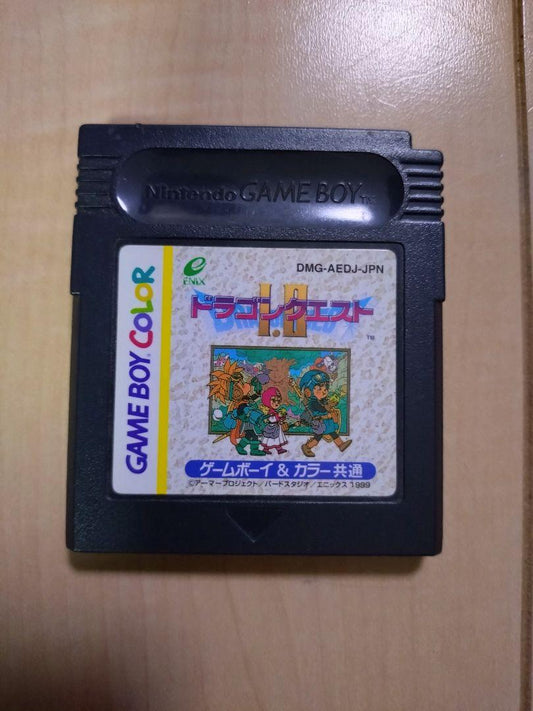 Nintendo GAME BOY TM
GAME BOY COLOR
ENIX
DMG-AEDJ-JPN
ドラゴンクエスト
I·II
TM
ゲームボーイ & カラー共通
©アーマープロジェクト/バードスタジオ/エニックス 1999